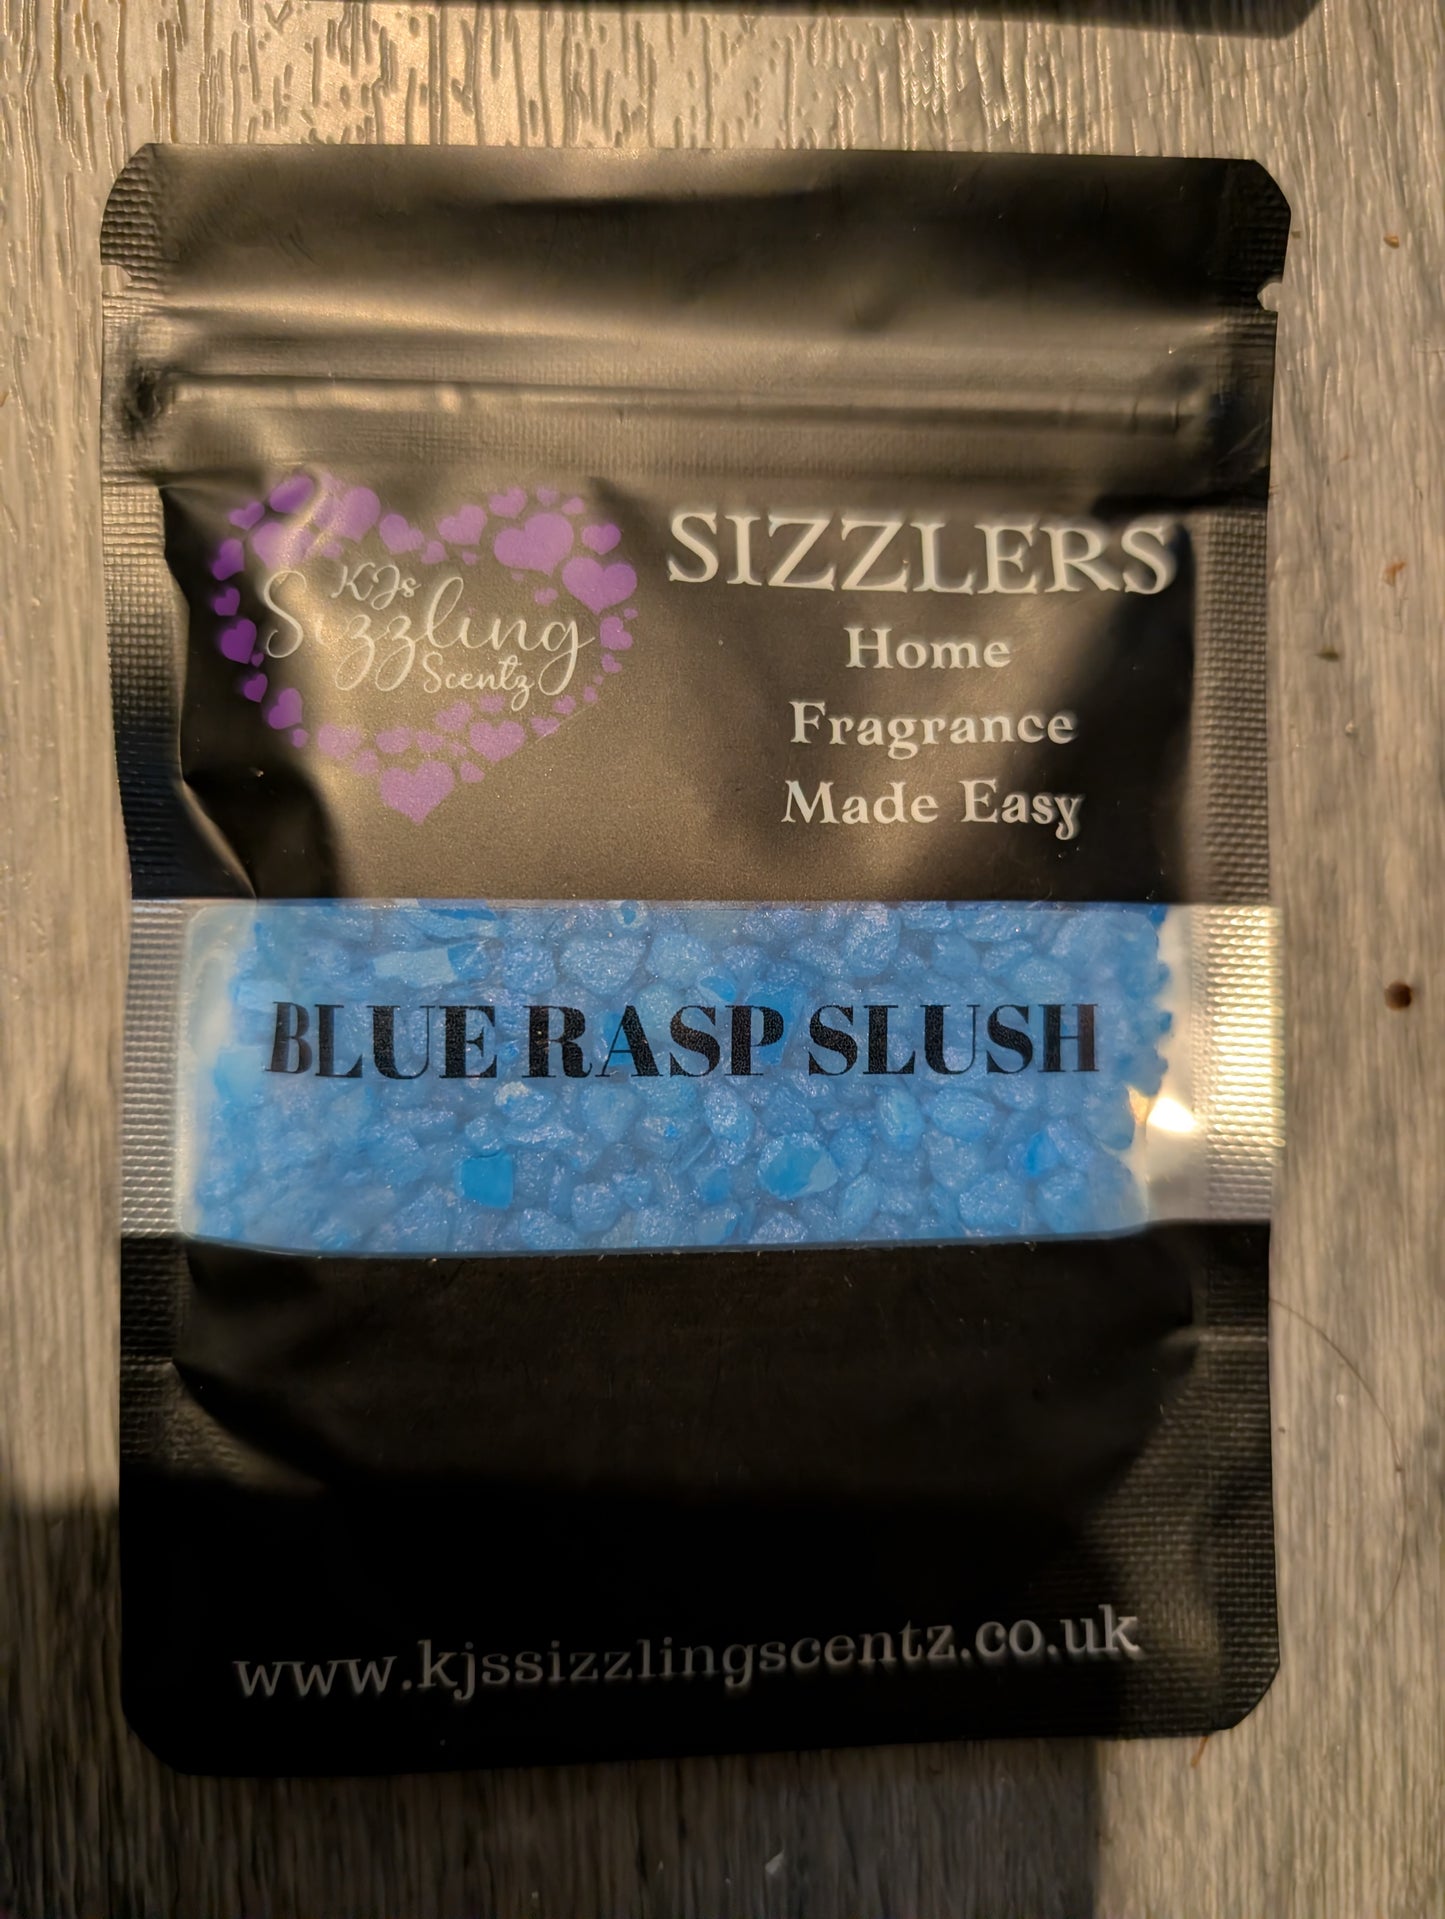 KJs
Sizzling
Scentz
SIZZLERS
Home
Fragrance
Made Easy
BLUE RASP SLUSH
www.kjssizzlingscentz.co.uk